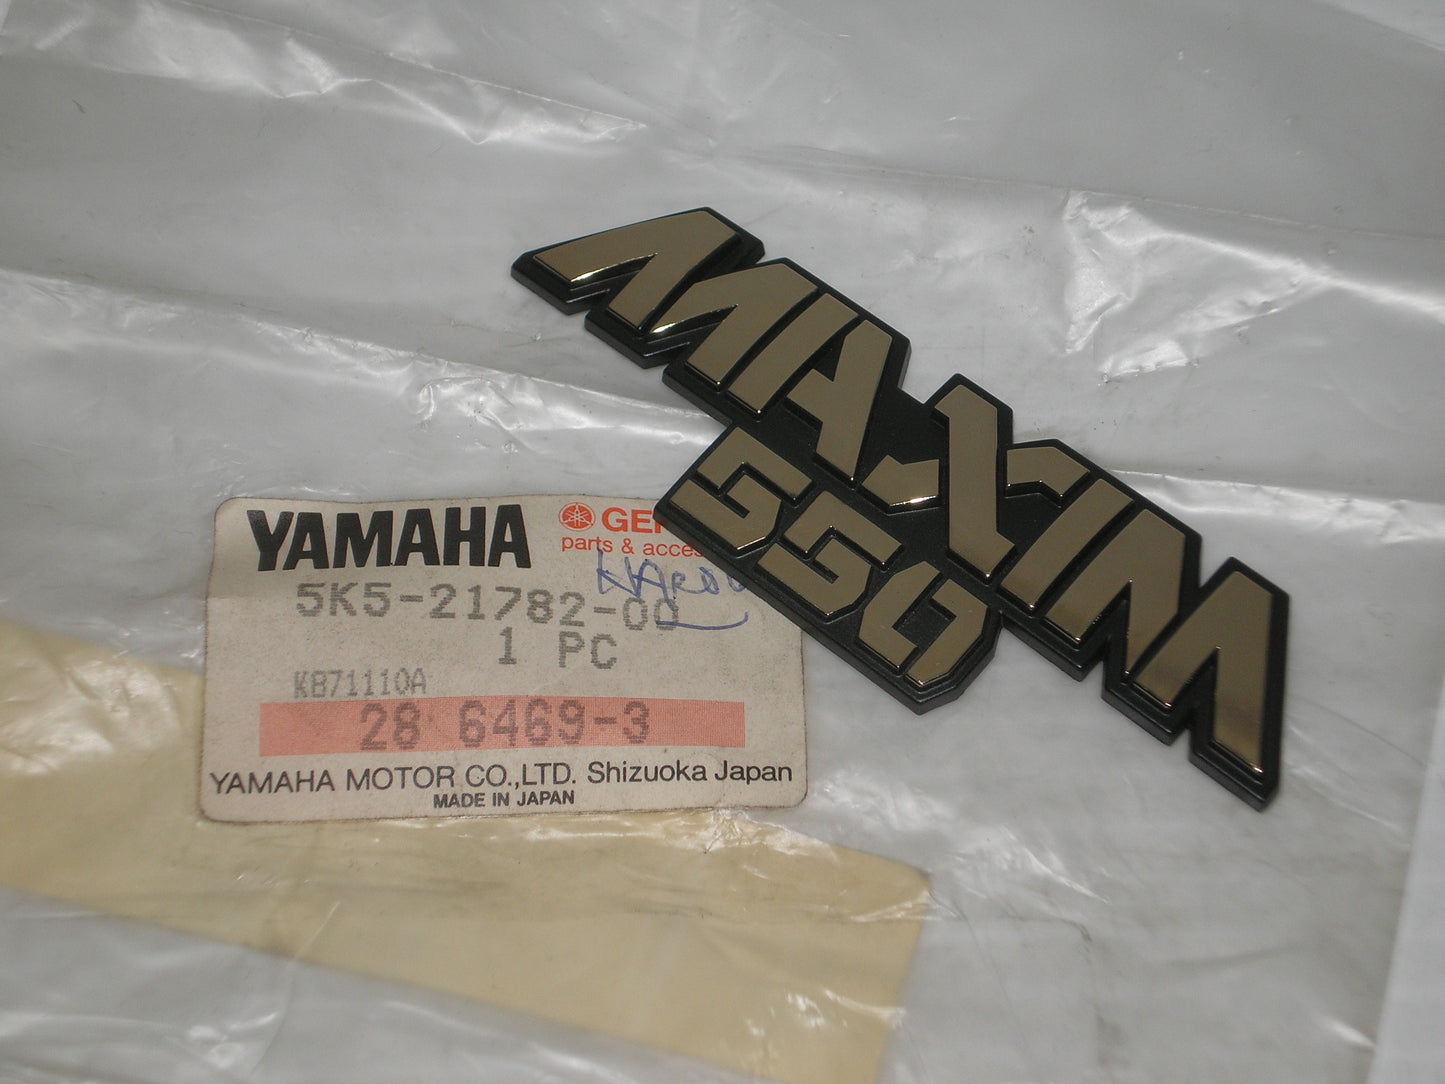 MAXIM
550
YAMAHA
parts &
5K5-21782-00
1 PC
K871110A
28 6469-3
YAMAHA MOTOR CO.,LTD. Shizuoka Japan
MADE IN JAPAN